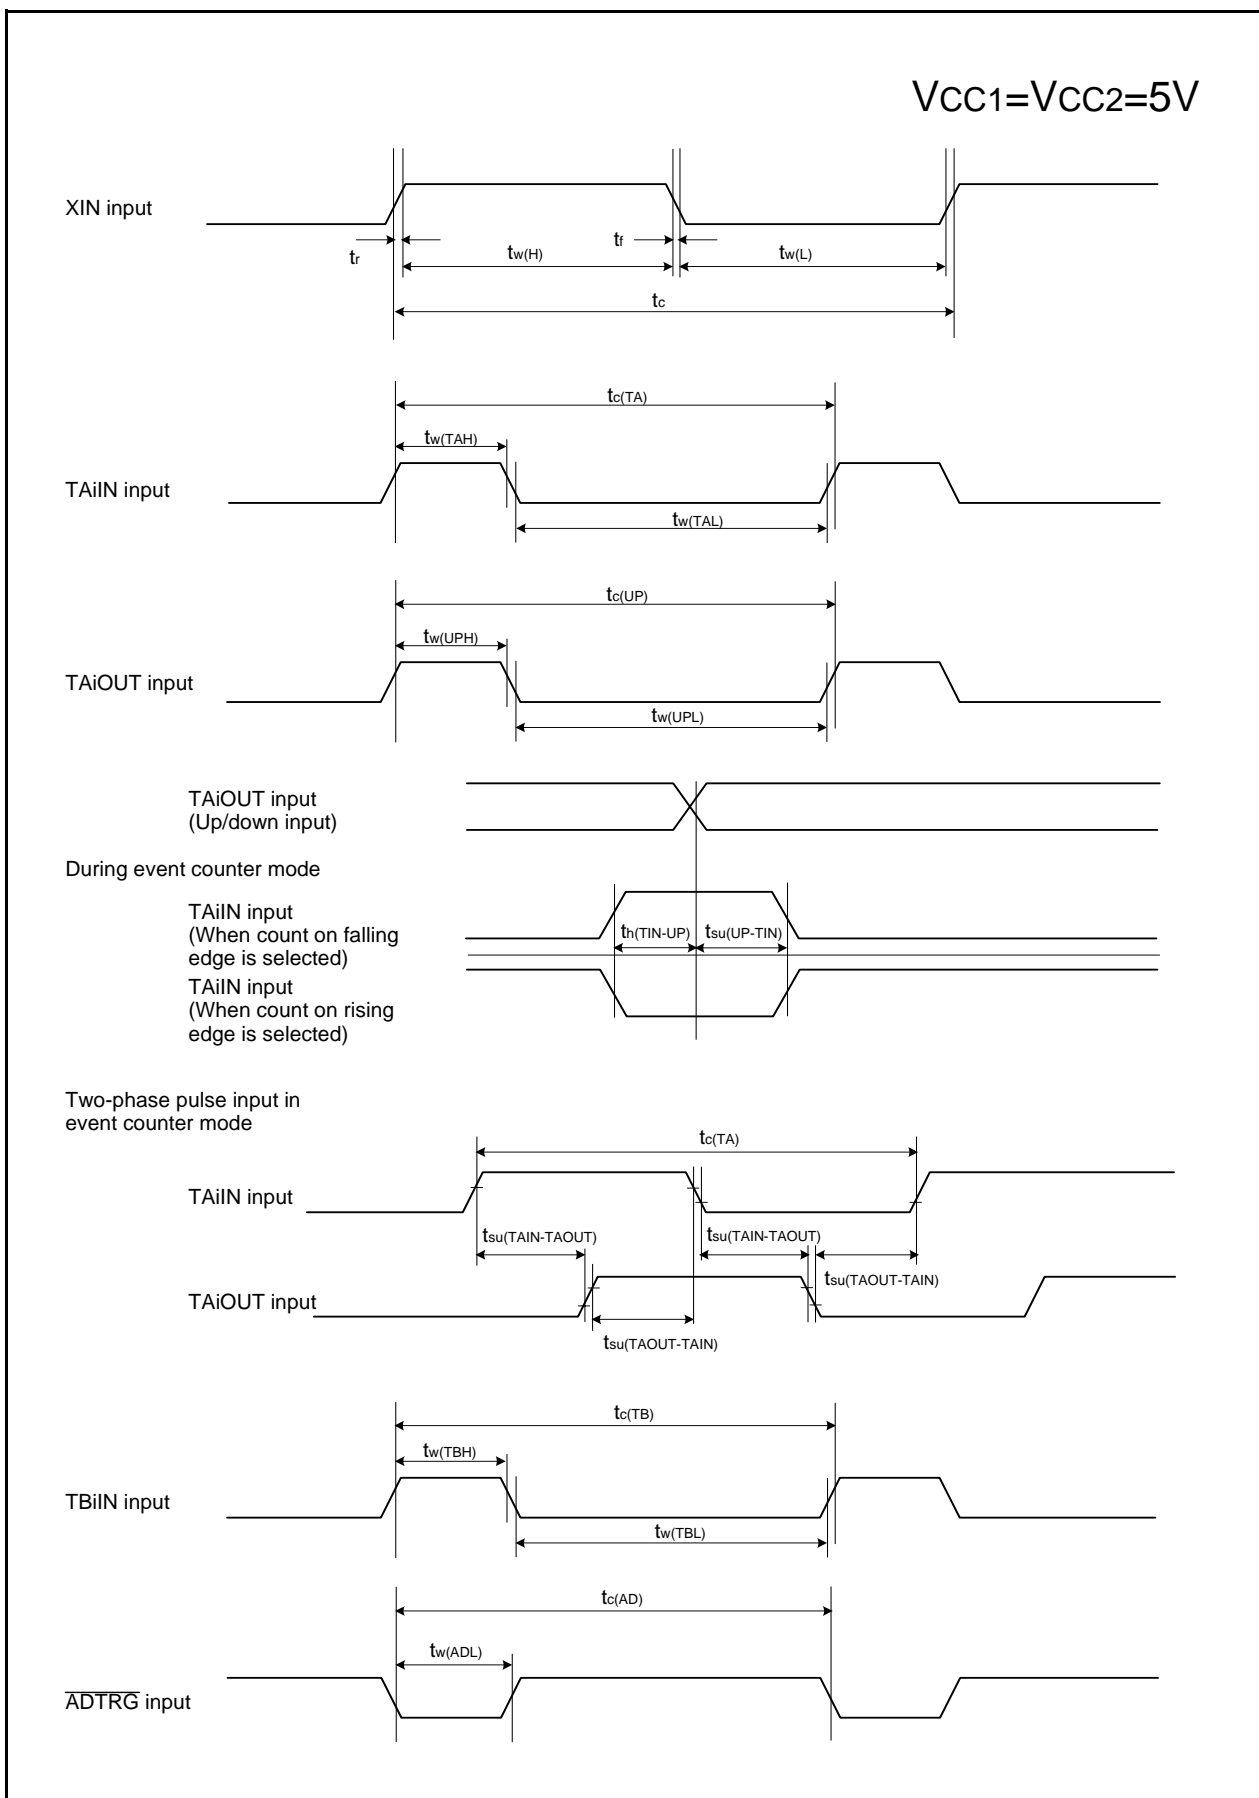 VCC1=VCC2=5V
XIN input
tr
tw(H)
tf
tw(L)
tc
tc(TA)
tw(TAH)
TAiIN input
tw(TAL)
tc(UP)
tw(UPH)
TAiOUT input
tw(UPL)
TAiOUT input
(Up/down input)
During event counter mode
TAiIN input
(When count on falling
edge is selected)
th(TIN-UP)
tsu(UP-TIN)
TAiIN input
(When count on rising
edge is selected)
Two-phase pulse input in
event counter mode
tc(TA)
TAiIN input
tsu(TAIN-TAOUT)
tsu(TAIN-TAOUT)
tsu(TAOUT-TAIN)
TAiOUT input
tsu(TAOUT-TAIN)
tc(TB)
tw(TBH)
TBiIN input
tw(TBL)
tc(AD)
tw(ADL)
ADTRG input